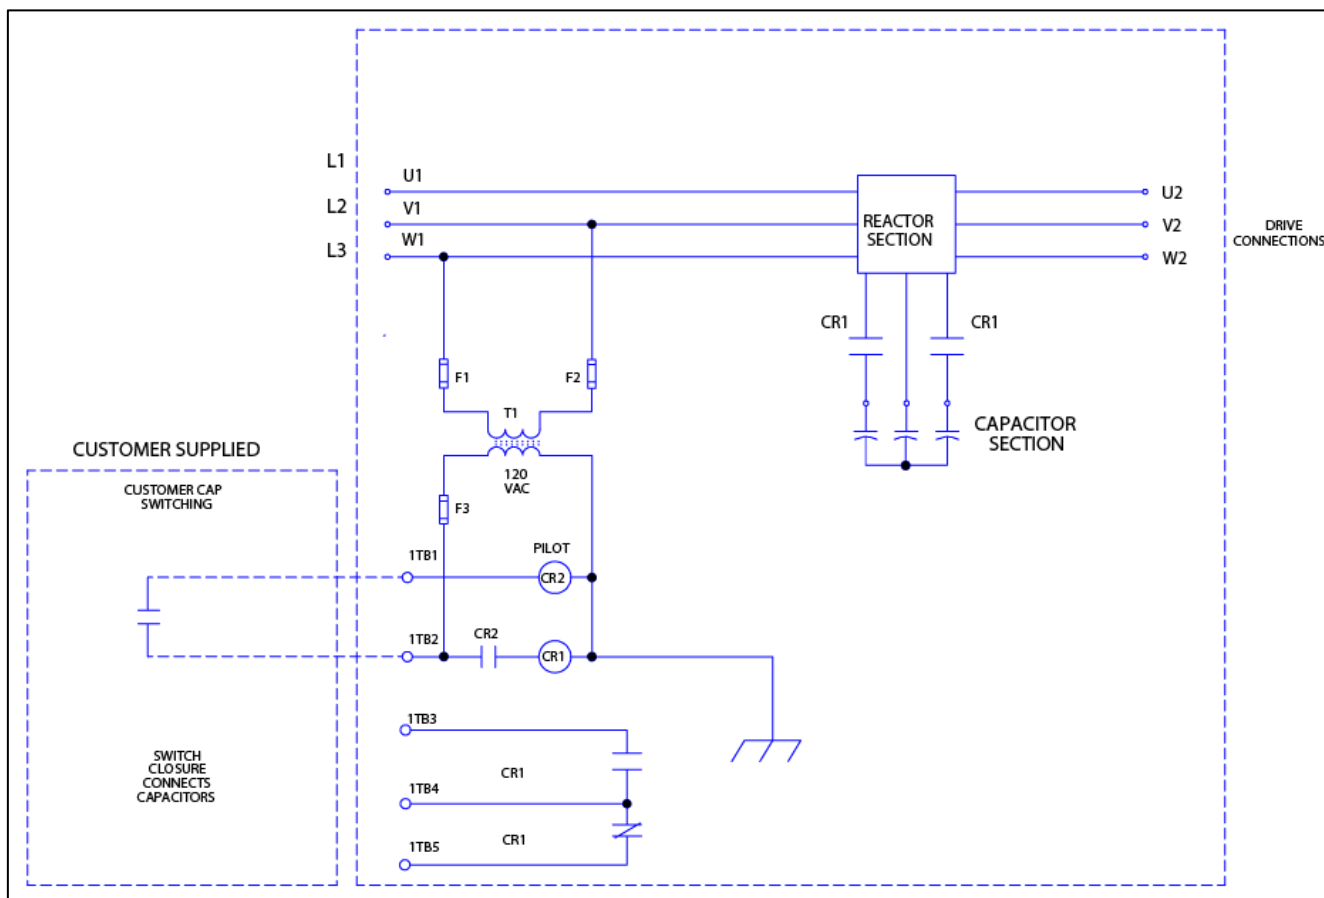 L1
U1
L2
V1
L3
W1
REACTOR
SECTION
U2
V2
W2
DRIVE
CONNECTIONS
CR1
CR1
F1
F2
T1
CAPACITOR
SECTION
CUSTOMER SUPPLIED
120
VAC
CUSTOMER CAP
SWITCHING
F3
1TB1
PILOT
CR2
1TB2
CR2
CR1
1TB3
SWITCH
CLOSURE
CONNECTS
CAPACITORS
CR1
1TB4
CR1
1TB5